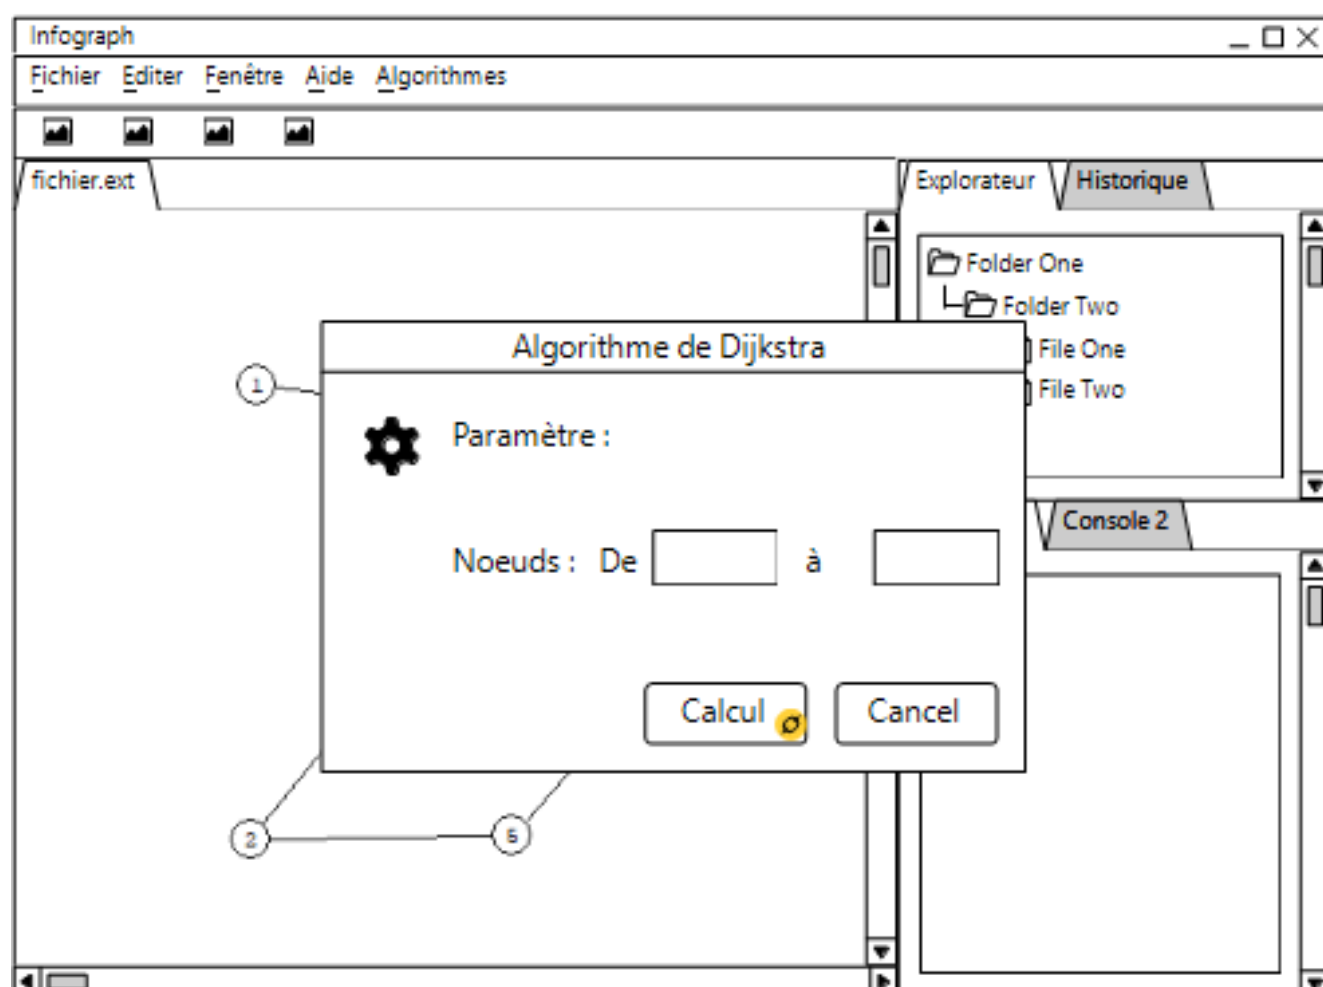 Infograph
Fichier Editer Fenêtre Aide Algorithmes
fichier.ext
Explorateur Historique
Folder One
Folder Two
File One
File Two
Algorithme de Dijkstra
Paramètre :
Noeuds : De à
Calcul Cancel
Console 2
1
2